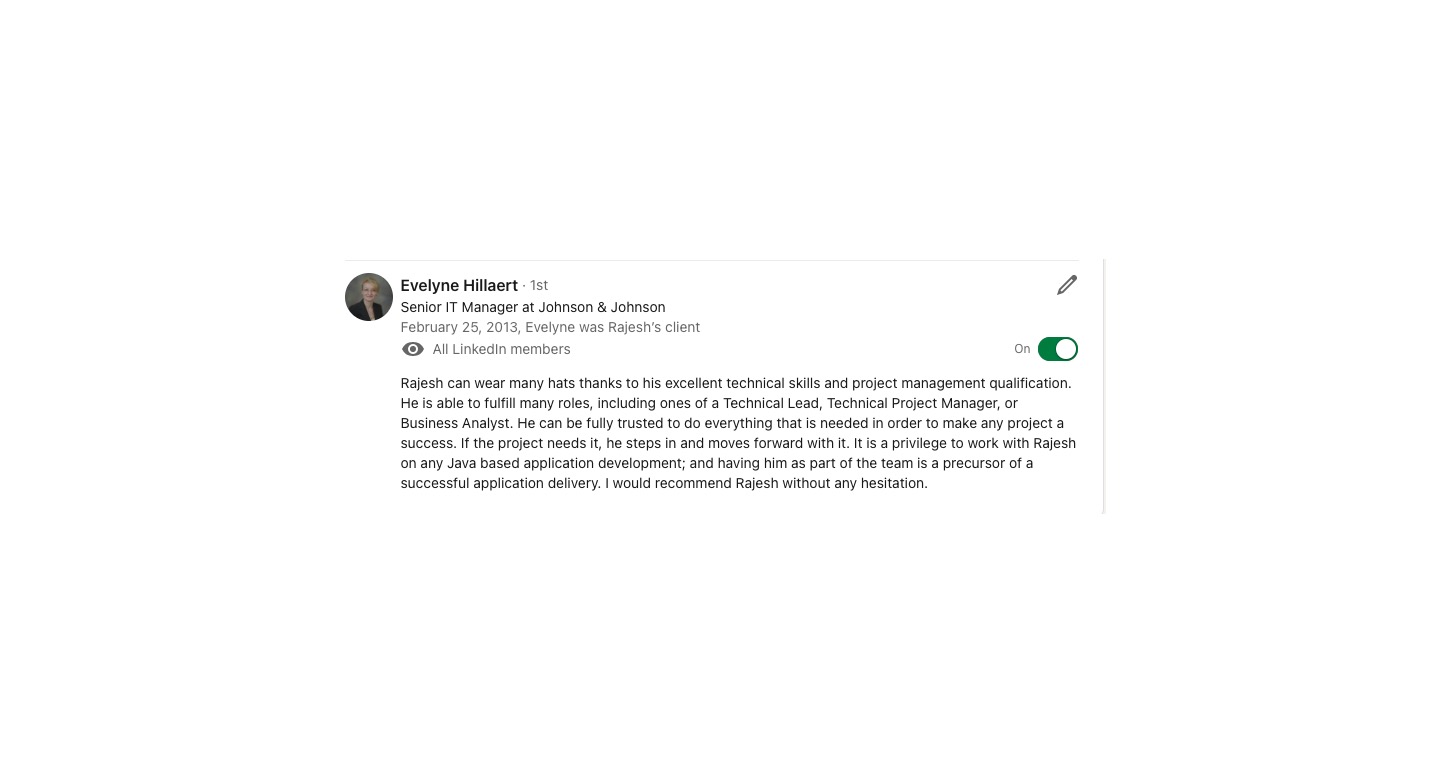 Evelyne Hillaert · 1st
Senior IT Manager at Johnson & Johnson
February 25, 2013, Evelyne was Rajesh’s client
All LinkedIn members
On
Rajesh can wear many hats thanks to his excellent technical skills and project management qualification.
He is able to fulfill many roles, including ones of a Technical Lead, Technical Project Manager, or
Business Analyst. He can be fully trusted to do everything that is needed in order to make any project a
success. If the project needs it, he steps in and moves forward with it. It is a privilege to work with Rajesh
on any Java based application development; and having him as part of the team is a precursor of a
successful application delivery. I would recommend Rajesh without any hesitation.